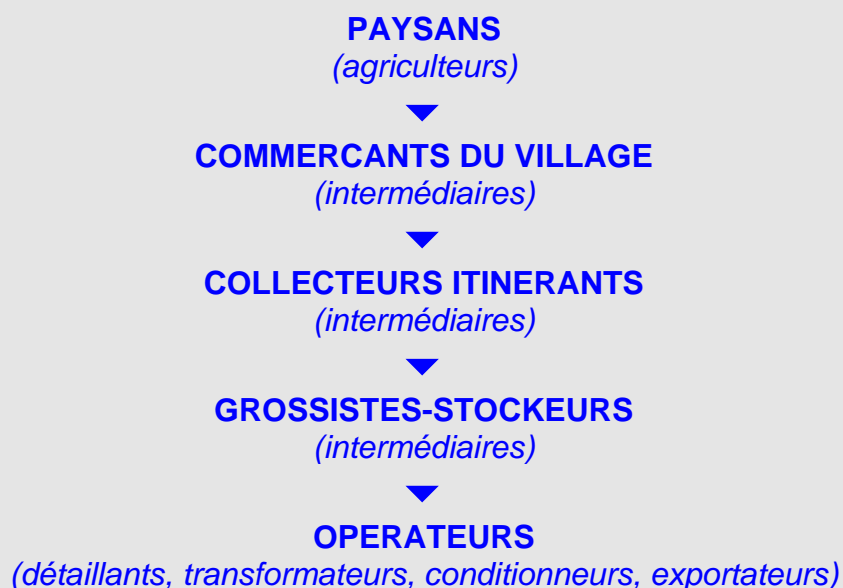 PAYSANS
(agriculteurs)
COMMERCANTS DU VILLAGE
(intermédiaires)
COLLECTEURS ITINERANTS
(intermédiaires)
GROSSISTES-STOCKEURS
(intermédiaires)
OPERATEURS
(détaillants, transformateurs, conditionneurs, exportateurs)